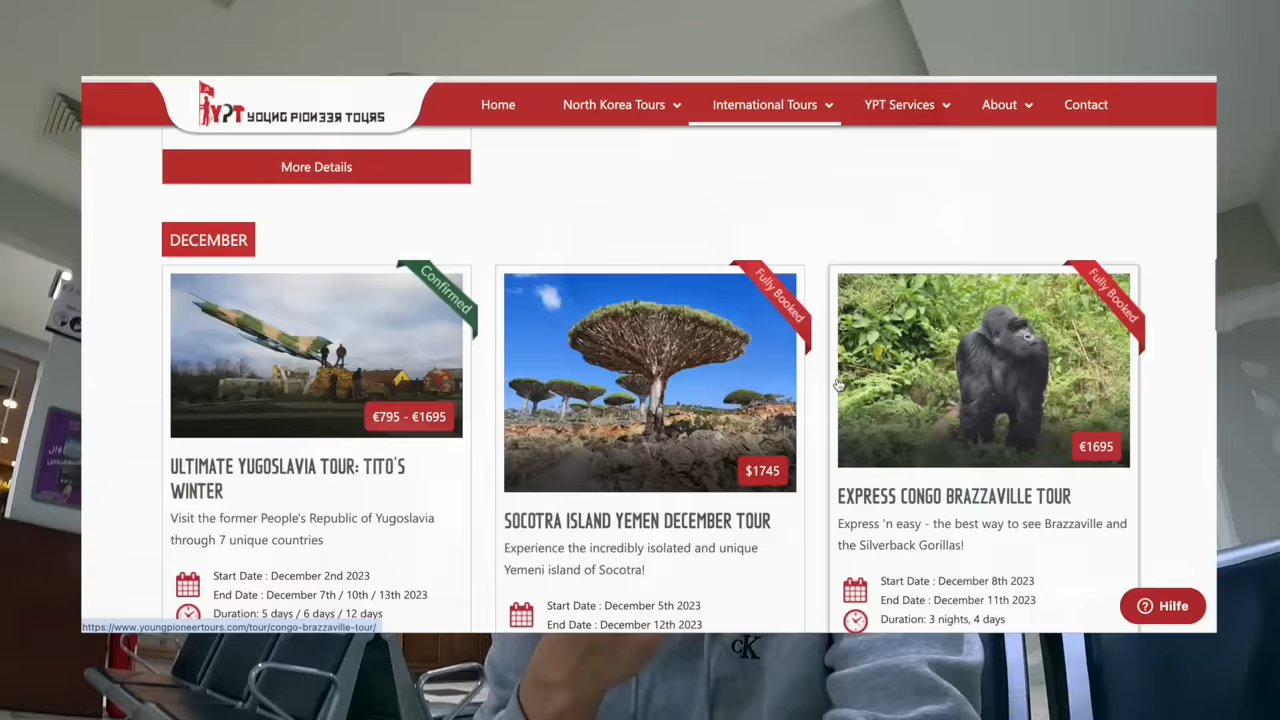 YPT YOUNG PIONEER TOURS
Home
North Korea Tours
International Tours
YPT Services
About
Contact
More Details
DECEMBER
Confirmed
€795 - €1695
ULTIMATE YUGOSLAVIA TOUR: TITO'S
WINTER
Visit the former People's Republic of Yugoslavia
through 7 unique countries
Start Date : December 2nd 2023
End Date : December 7th / 10th / 13th 2023
Duration: 5 days / 6 days / 12 days
Fully Booked
$1745
SOCOTRA ISLAND YEMEN DECEMBER TOUR
Experience the incredibly isolated and unique
Yemeni island of Socotra!
Start Date : December 5th 2023
End Date : December 12th 2023
Fully Booked
€1695
EXPRESS CONGO BRAZZAVILLE TOUR
Express 'n easy - the best way to see Brazzaville and
the Silverback Gorillas!
Start Date : December 8th 2023
End Date : December 11th 2023
Duration: 3 nights, 4 days
Hilfe
https://www.youngpioneertours.com/tour/congo-brazzaville-tour/
cK